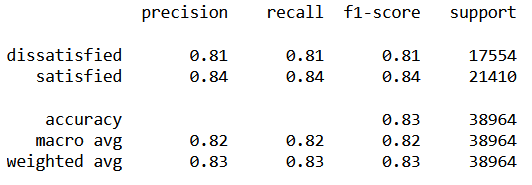 precision recall f1-score support
dissatisfied 0.81 0.81 0.81 17554
satisfied 0.84 0.84 0.84 21410
accuracy 0.83 38964
macro avg 0.82 0.82 0.82 38964
weighted avg 0.83 0.83 0.83 38964